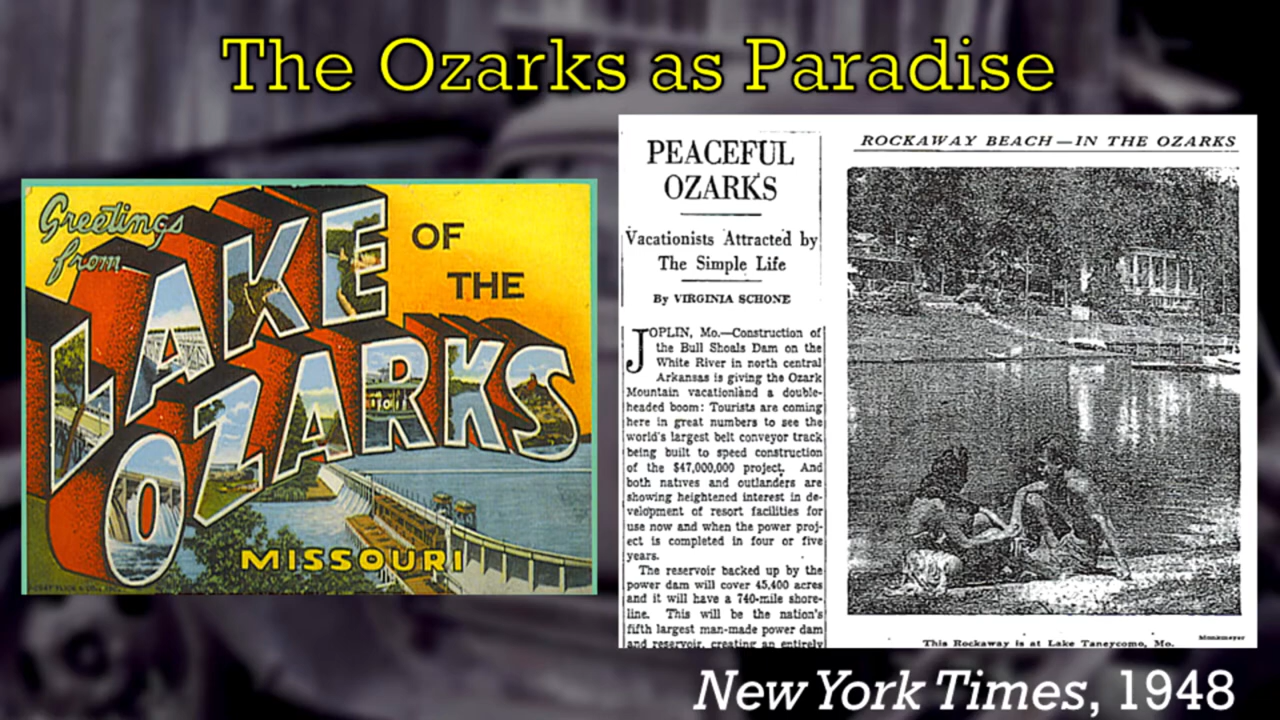 The Ozarks as Paradise
Greetings
from
LAKE
OF
THE
OZARKS
MISSOURI
PEACEFUL
OZARKS
Vacationists Attracted by
The Simple Life
By VIRGINIA SCHONE
JOPLIN, Mo.—Construction of
the Bull Shoals Dam on the
White River in north central
Arkansas is giving the Ozark
Mountain vacationland a double-
headed boom: Tourists are coming
here in great numbers to see the
world's largest belt conveyor track
being built to speed construction
of the $47,000,000 project. And
both natives and outlanders are
showing heightened interest in de-
velopment of resort facilities for
use now and when the power proj-
ect is completed in four or five
years.
The reservoir backed up by the
power dam will cover 45,400 acres
and it will have a 740-mile shore-
line. This will be the nation's
fifth largest man-made power dam
and reservoir, creating an entirely
ROCKAWAY BEACH—IN THE OZARKS
Monkmeyer
This Rockaway is at Lake Taneycomo, Mo.
New York Times, 1948